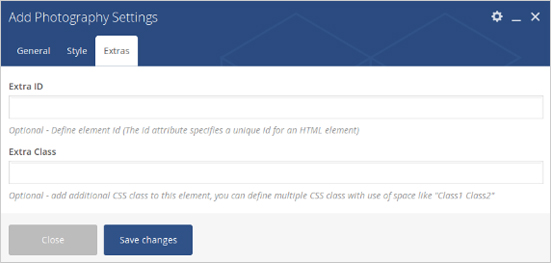 Add Photography Settings
General Style Extras
Extra ID
Optional - Define element id (The id attribute specifies a unique id for an HTML element)
Extra Class
Optional - add additional CSS class to this element, you can define multiple CSS class with use of space like "Class1 Class2"
Close Save changes